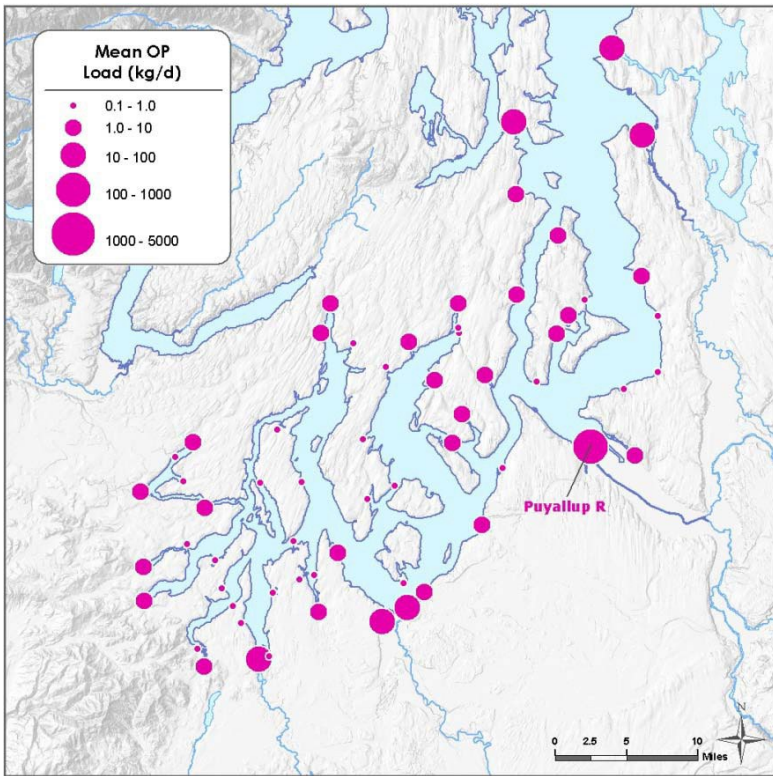 Mean OP
Load (kg/d)
0.1 - 1.0
1.0 - 10
10 - 100
100 - 1000
1000 - 5000
Puyallup R
N
0 2.5 5 10
Miles